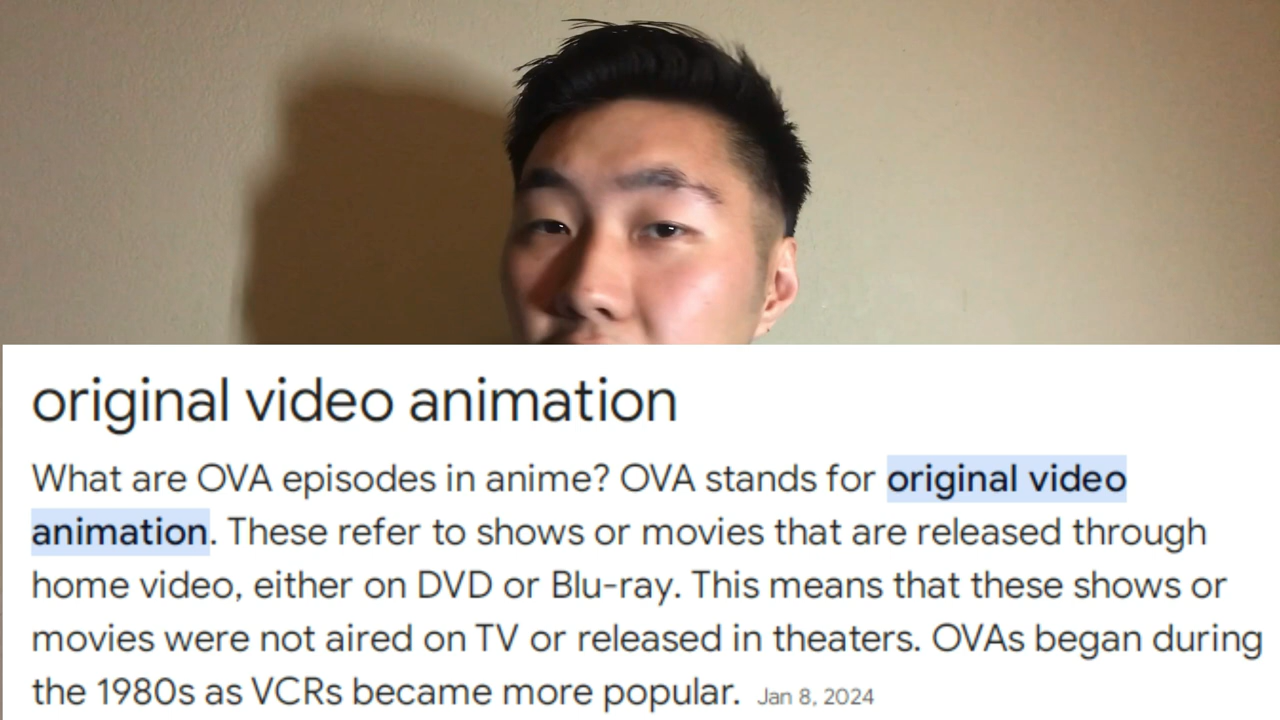 original video animation
What are OVA episodes in anime? OVA stands for original video
animation. These refer to shows or movies that are released through
home video, either on DVD or Blu-ray. This means that these shows or
movies were not aired on TV or released in theaters. OVAs began during
the 1980s as VCRs became more popular. Jan 8, 2024